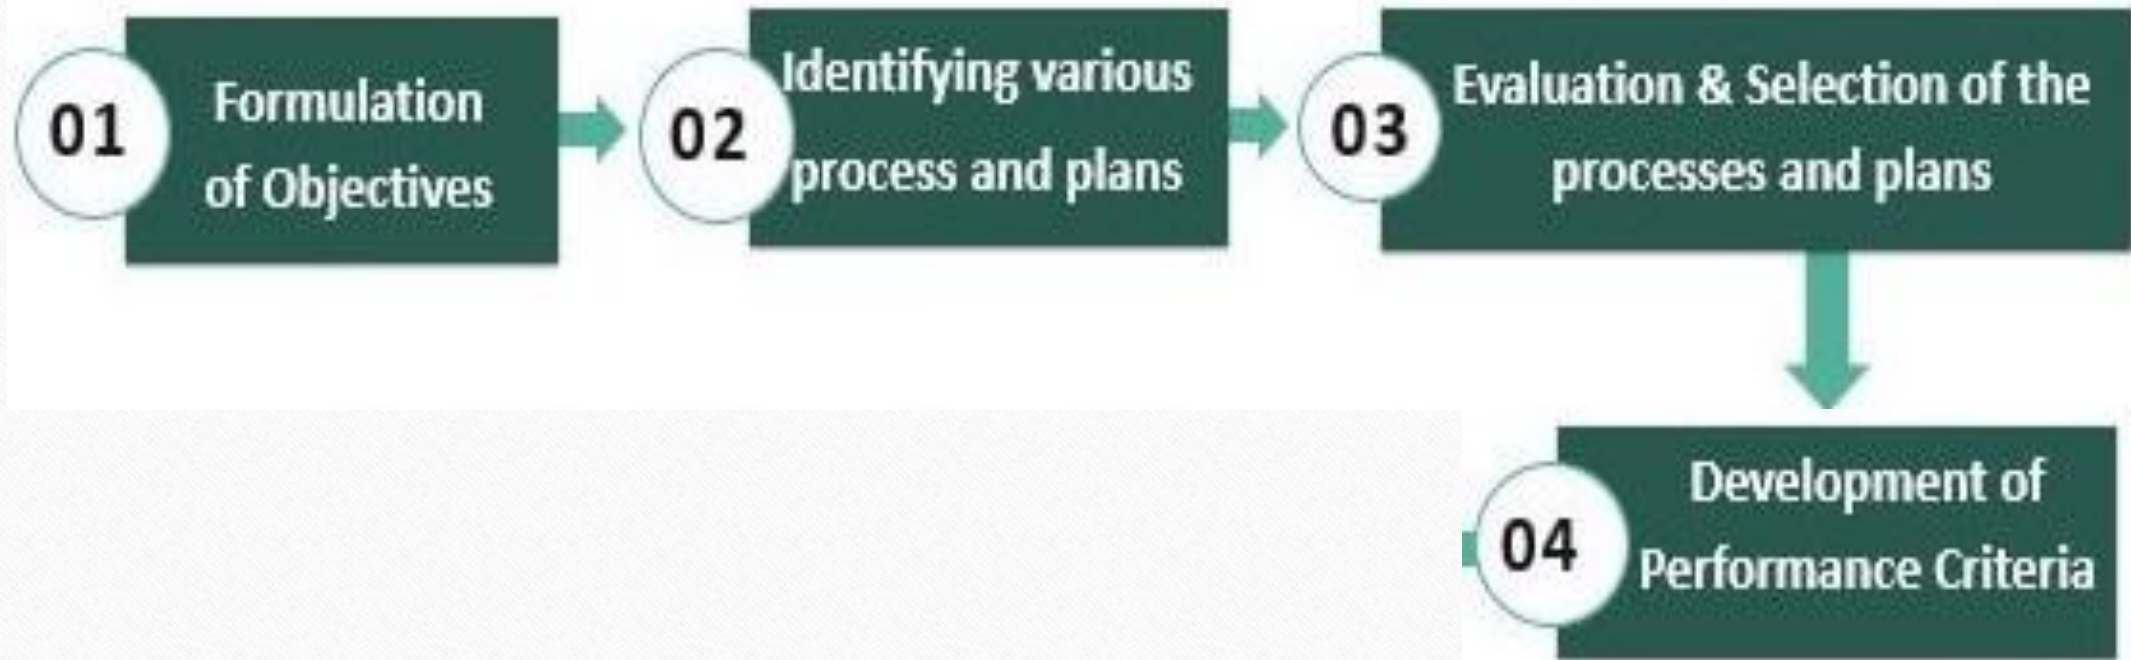 01
Formulation
of Objectives
02
Identifying various
process and plans
03
Evaluation & Selection of the
processes and plans
04
Development of
Performance Criteria